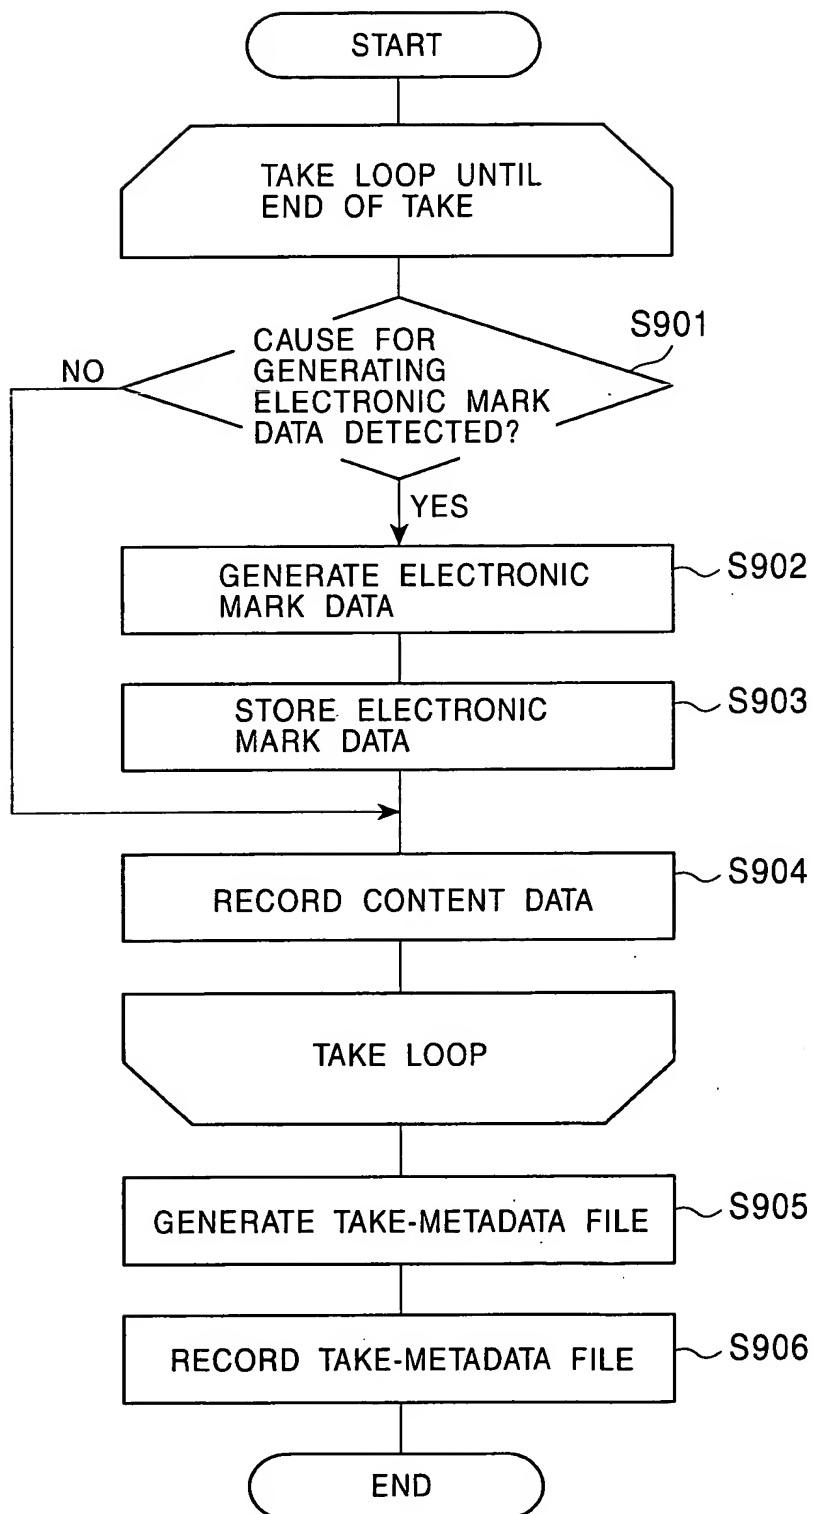 START
TAKE LOOP UNTIL
END OF TAKE
S901
CAUSE FOR
GENERATING
ELECTRONIC MARK
DATA DETECTED?
NO
YES
GENERATE ELECTRONIC
MARK DATA
S902
STORE ELECTRONIC
MARK DATA
S903
RECORD CONTENT DATA
S904
TAKE LOOP
GENERATE TAKE-METADATA FILE
S905
RECORD TAKE-METADATA FILE
S906
END